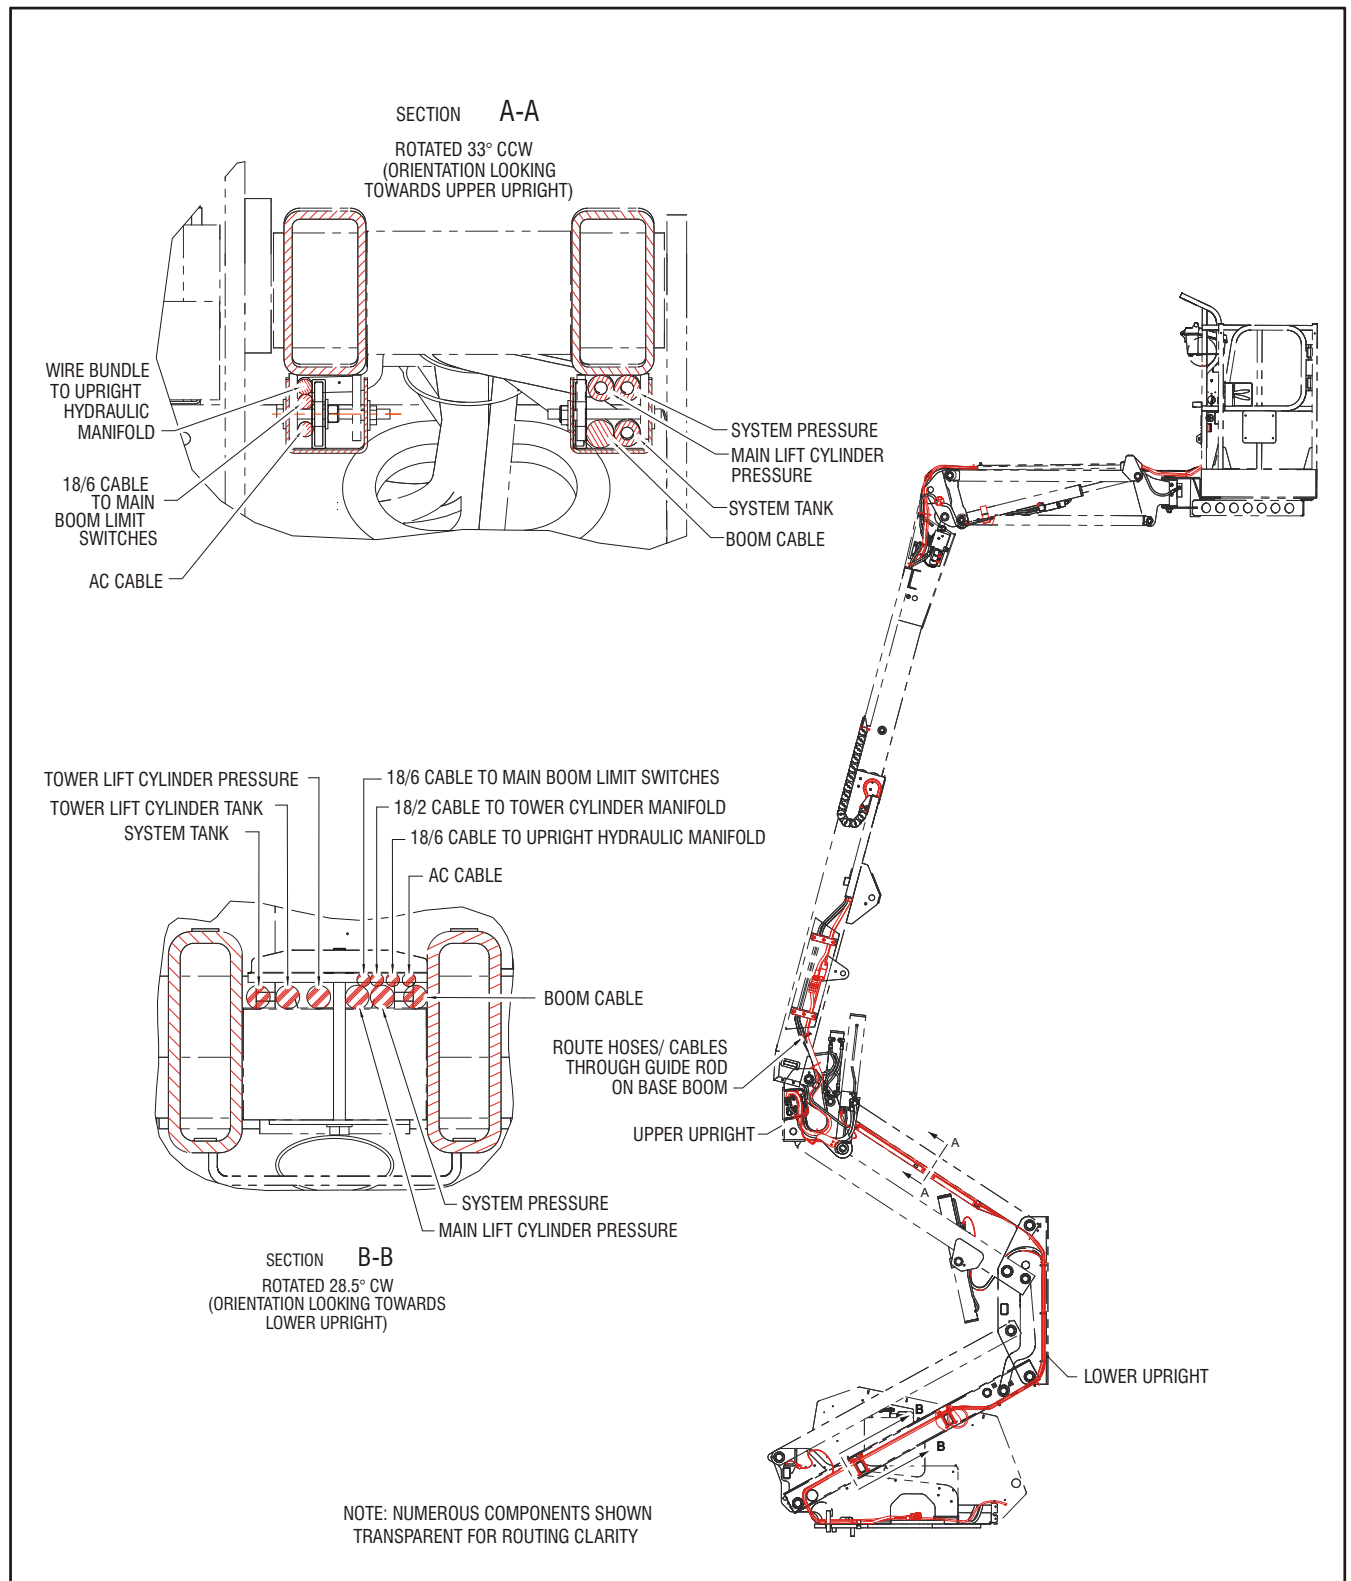 SECTION A-A
ROTATED 33° CCW
(ORIENTATION LOOKING
TOWARDS UPPER UPRIGHT)
WIRE BUNDLE
TO UPRIGHT
HYDRAULIC
MANIFOLD
18/6 CABLE
TO MAIN
BOOM LIMIT
SWITCHES
AC CABLE
SYSTEM PRESSURE
MAIN LIFT CYLINDER
PRESSURE
SYSTEM TANK
BOOM CABLE
TOWER LIFT CYLINDER PRESSURE
TOWER LIFT CYLINDER TANK
SYSTEM TANK
18/6 CABLE TO MAIN BOOM LIMIT SWITCHES
18/2 CABLE TO TOWER CYLINDER MANIFOLD
18/6 CABLE TO UPRIGHT HYDRAULIC MANIFOLD
AC CABLE
BOOM CABLE
SYSTEM PRESSURE
MAIN LIFT CYLINDER PRESSURE
SECTION B-B
ROTATED 28.5° CW
(ORIENTATION LOOKING TOWARDS
LOWER UPRIGHT)
ROUTE HOSES/ CABLES
THROUGH GUIDE ROD
ON BASE BOOM
UPPER UPRIGHT
A
A
LOWER UPRIGHT
B
B
NOTE: NUMEROUS COMPONENTS SHOWN
TRANSPARENT FOR ROUTING CLARITY